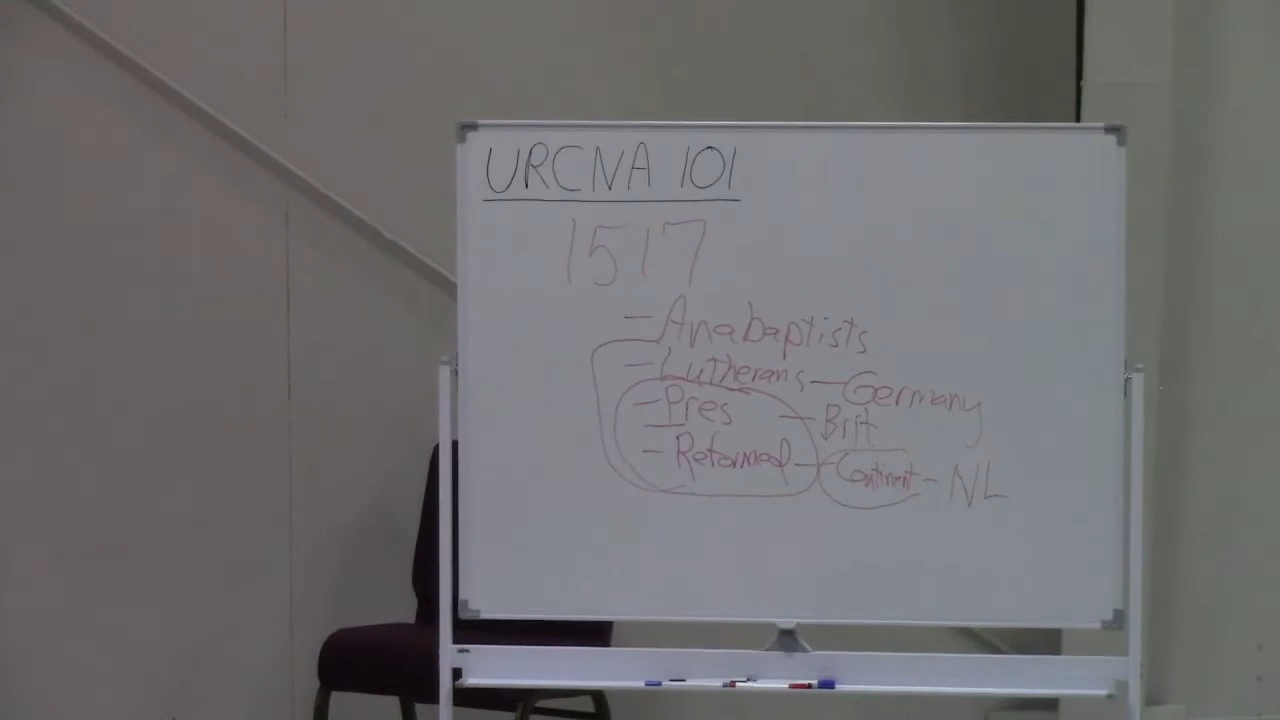 URCNA 101
1517
- Anabaptists
- Lutherans - Germany
- Pres - Brit
- Reformed - Continent - NL